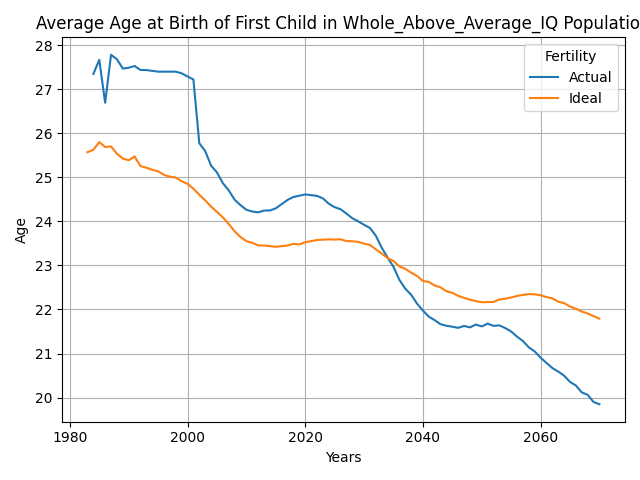 Average Age at Birth of First Child in Whole_Above_Average_IQ Populatio
Fertility
Actual
Ideal
28
27
26
25
24
23
22
21
20
Age
1980
2000
2020
2040
2060
Years